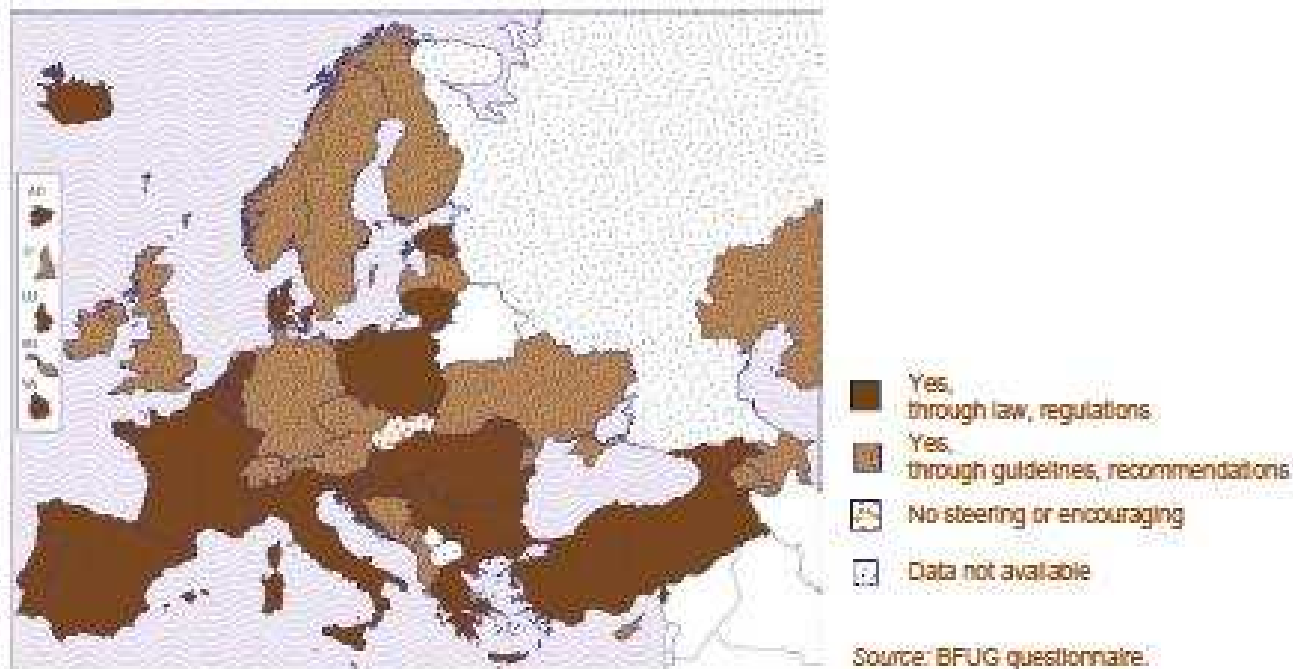 Yes,
through law, regulations
Yes,
through guidelines, recommendations
No steering or encouraging
Data not available
Source: BFUG questionnaire.